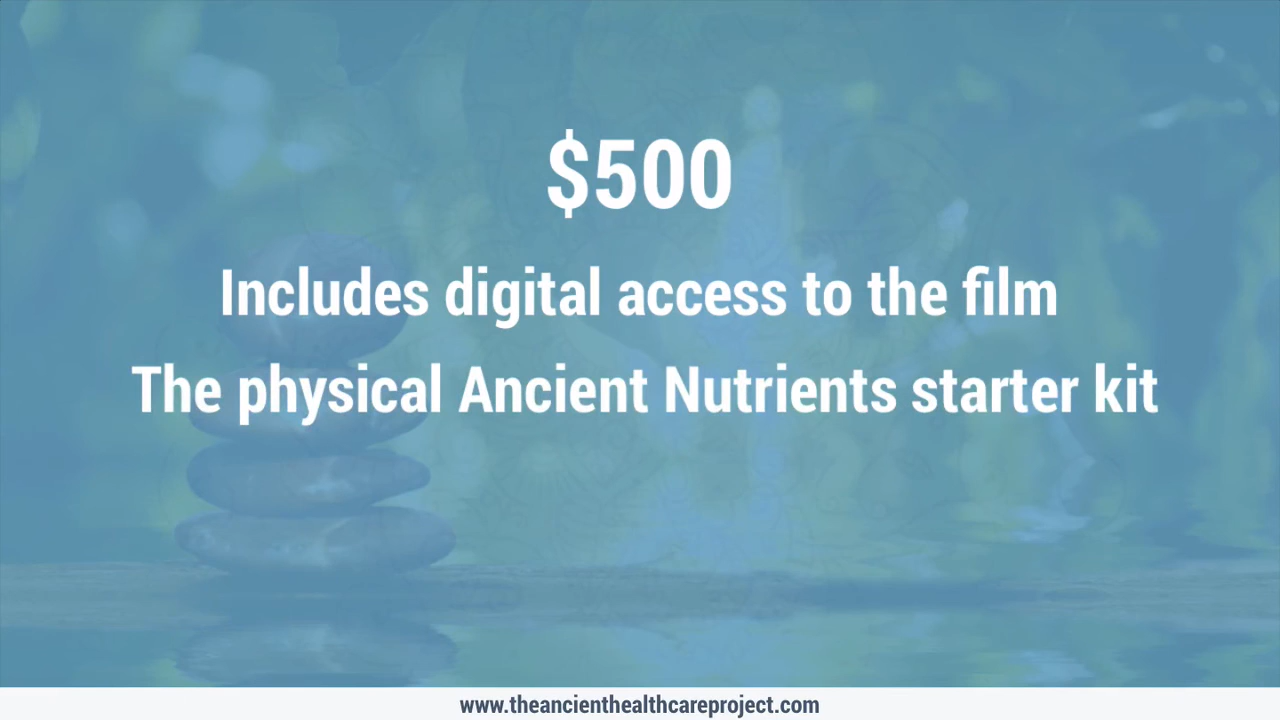 $500
Includes digital access to the film
The physical Ancient Nutrients starter kit
www.theancienthealthcareproject.com